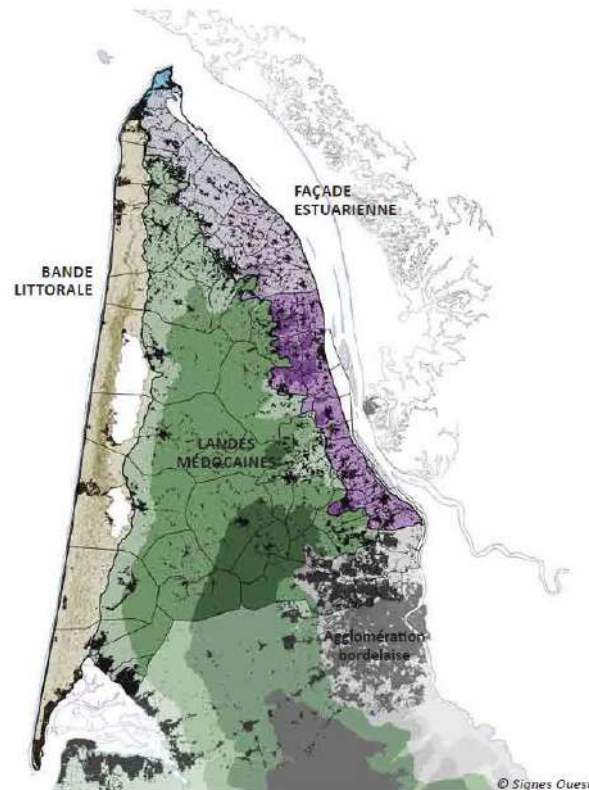 FAÇADE
ESTUARIENNE
BANDE
LITTORALE
LANDES
MÉDOCAINES
Agglomération
bordelaise
© Signes Ouest